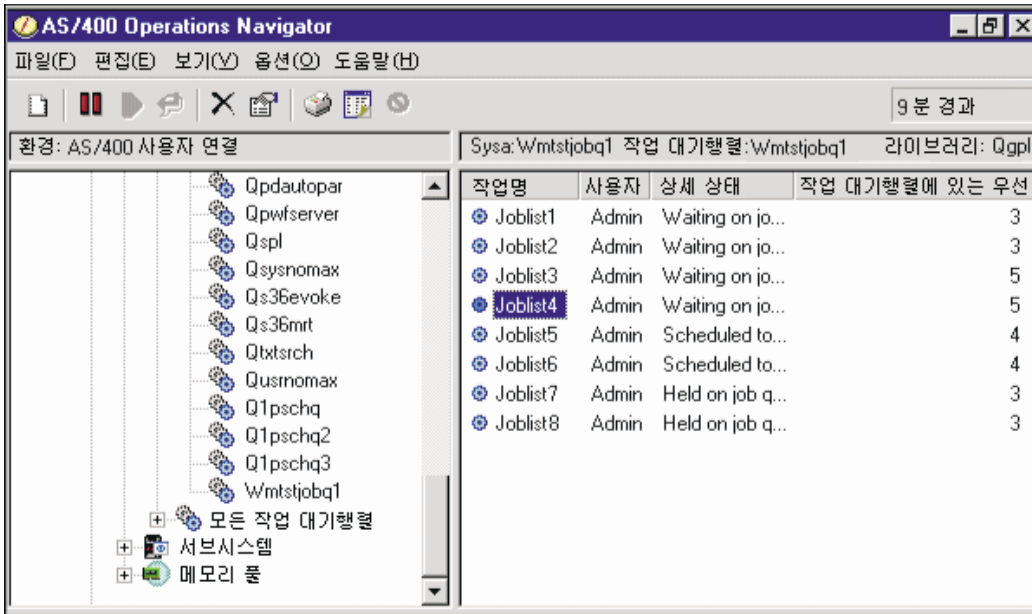 AS/400 Operations Navigator
파일(F) 편집(E) 보기(V) 옵션(O) 도움말(H)
9 분 경과
환경: AS/400 사용자 연결
Sysa:Wmtstjobq1 작업 대기행렬:Wmtstjobq1 라이브러리: Qgpl
Qpdautopar
Qpwfserver
Qspl
Qsysnomax
Qs36evoke
Qs36mrt
Qtxtsrch
Qusrnomax
Q1pschq
Q1pschq2
Q1pschq3
Wmtstjobq1
모든 작업 대기행렬
서브시스템
메모리 풀
작업명 사용자 상세 상태 작업 대기행렬에 있는 우선
Joblist1 Admin Waiting on jo... 3
Joblist2 Admin Waiting on jo... 3
Joblist3 Admin Waiting on jo... 5
Joblist4 Admin Waiting on jo... 5
Joblist5 Admin Scheduled to... 4
Joblist6 Admin Scheduled to... 4
Joblist7 Admin Held on job q... 3
Joblist8 Admin Held on job q... 3